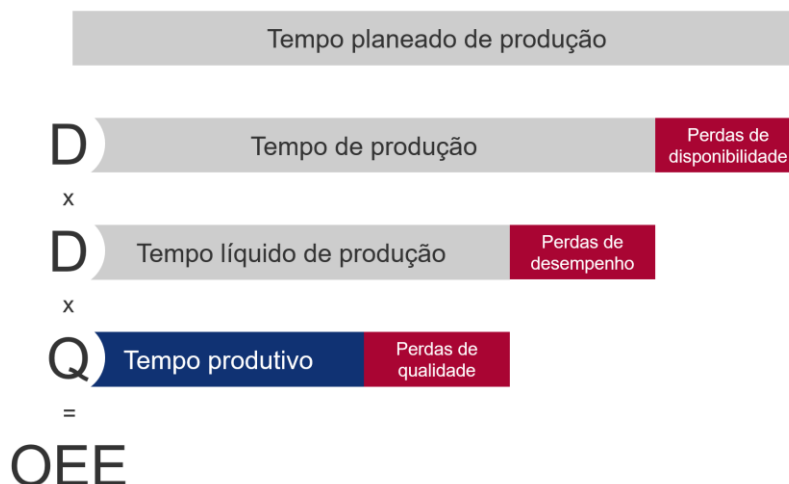 Tempo planeado de produção
D
Tempo de produção
Perdas de
disponibilidade
x
D
Tempo líquido de produção
Perdas de
desempenho
x
Q
Tempo produtivo
Perdas de
qualidade
=
OEE